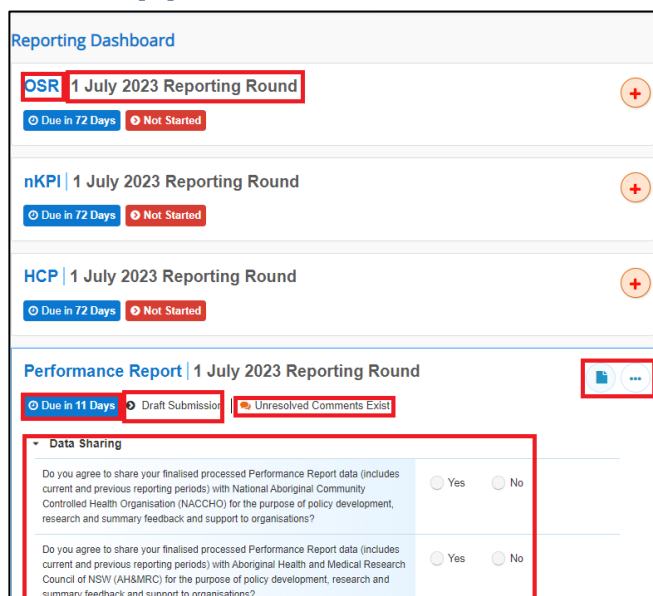 Reporting Dashboard
OSR 1 July 2023 Reporting Round
Due in 72 Days Not Started
nKPI 1 July 2023 Reporting Round
Due in 72 Days Not Started
HCP 1 July 2023 Reporting Round
Due in 72 Days Not Started
Performance Report 1 July 2023 Reporting Round
Due in 11 Days Draft Submission Unresolved Comments Exist
Data Sharing
Do you agree to share your finalised processed Performance Report data (includes
current and previous reporting periods) with National Aboriginal Community
Controlled Health Organisation (NACCHO) for the purpose of policy development,
research and summary feedback and support to organisations?
Yes No
Do you agree to share your finalised processed Performance Report data (includes
current and previous reporting periods) with Aboriginal Health and Medical Research
Council of NSW (AH&MRC) for the purpose of policy development, research and
summary feedback and support to organisations?
Yes No